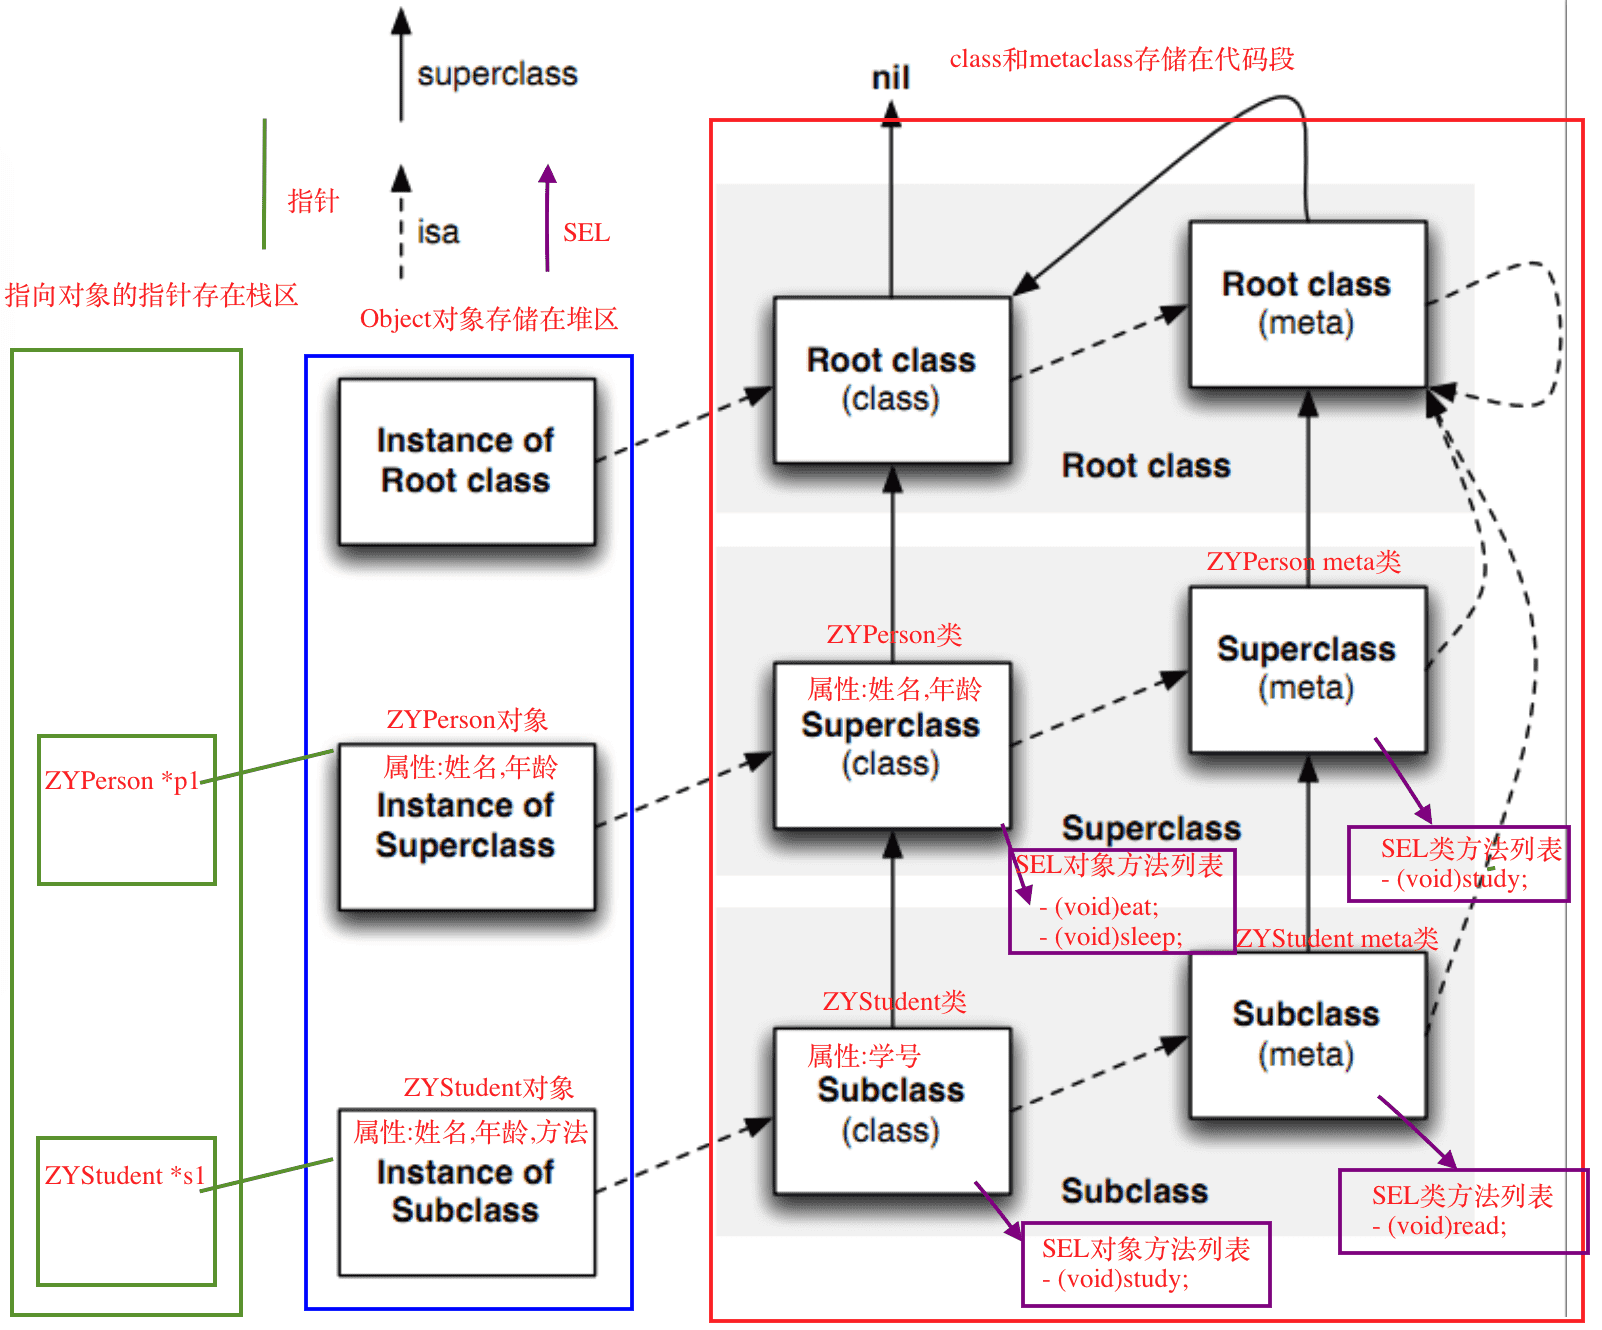 superclass
指针
isa
SEL
指向对象的指针存在栈区
Object对象存储在堆区
class和metaclass存储在代码段
nil
Instance of
Root class
Root class
(class)
Root class
(meta)
Root class
ZYPerson *p1
ZYPerson对象
属性:姓名,年龄
Instance of
Superclass
ZYPerson类
属性:姓名,年龄
Superclass
(class)
ZYPerson meta类
Superclass
(meta)
Superclass
SEL对象方法列表
- (void)eat;
- (void)sleep;
SEL类方法列表
- (void)study;
ZYStudent *s1
ZYStudent对象
属性:姓名,年龄,方法
Instance of
Subclass
ZYStudent类
属性:学号
Subclass
(class)
ZYStudent meta类
Subclass
(meta)
Subclass
SEL对象方法列表
- (void)study;
SEL类方法列表
- (void)read;